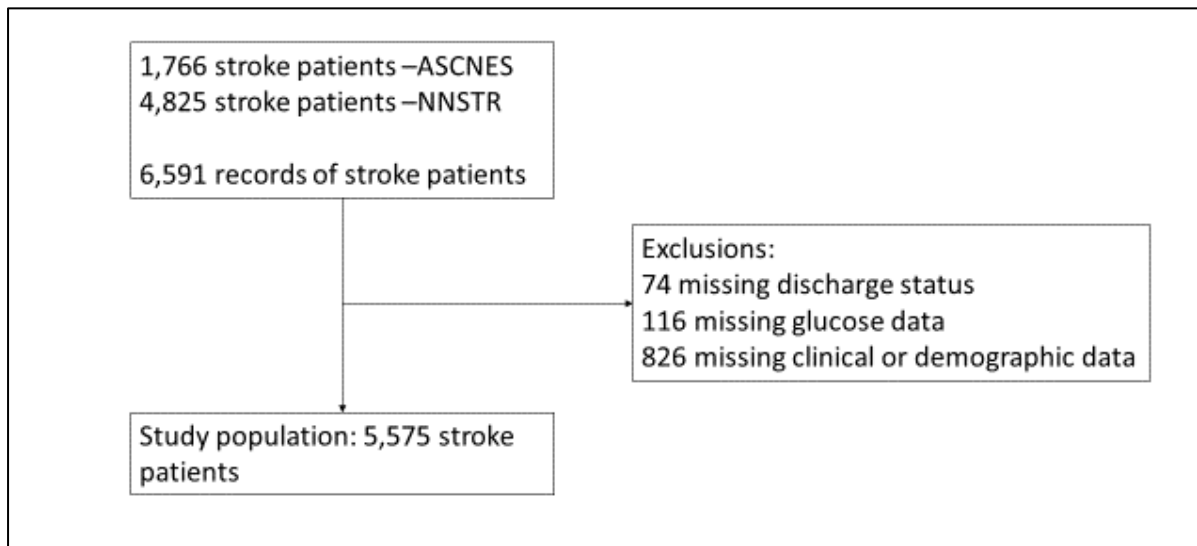 1,766 stroke patients –ASCNES
4,825 stroke patients –NNSTR
6,591 records of stroke patients
Exclusions:
74 missing discharge status
116 missing glucose data
826 missing clinical or demographic data
Study population: 5,575 stroke
patients